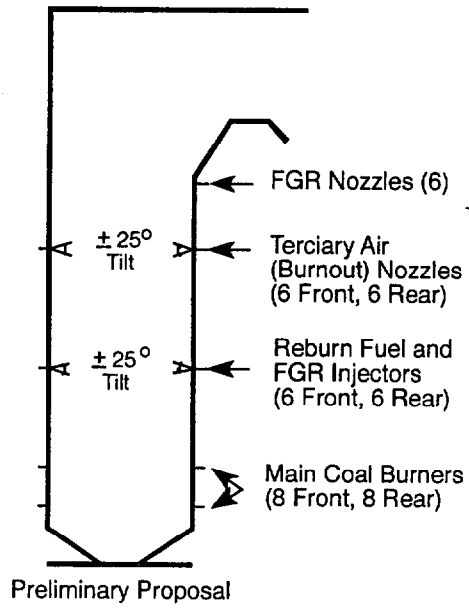 FGR Nozzles (6)
± 25° Tilt
Terciary Air
(Burnout) Nozzles
(6 Front, 6 Rear)
± 25° Tilt
Reburn Fuel and
FGR Injectors
(6 Front, 6 Rear)
Main Coal Burners
(8 Front, 8 Rear)
Preliminary Proposal